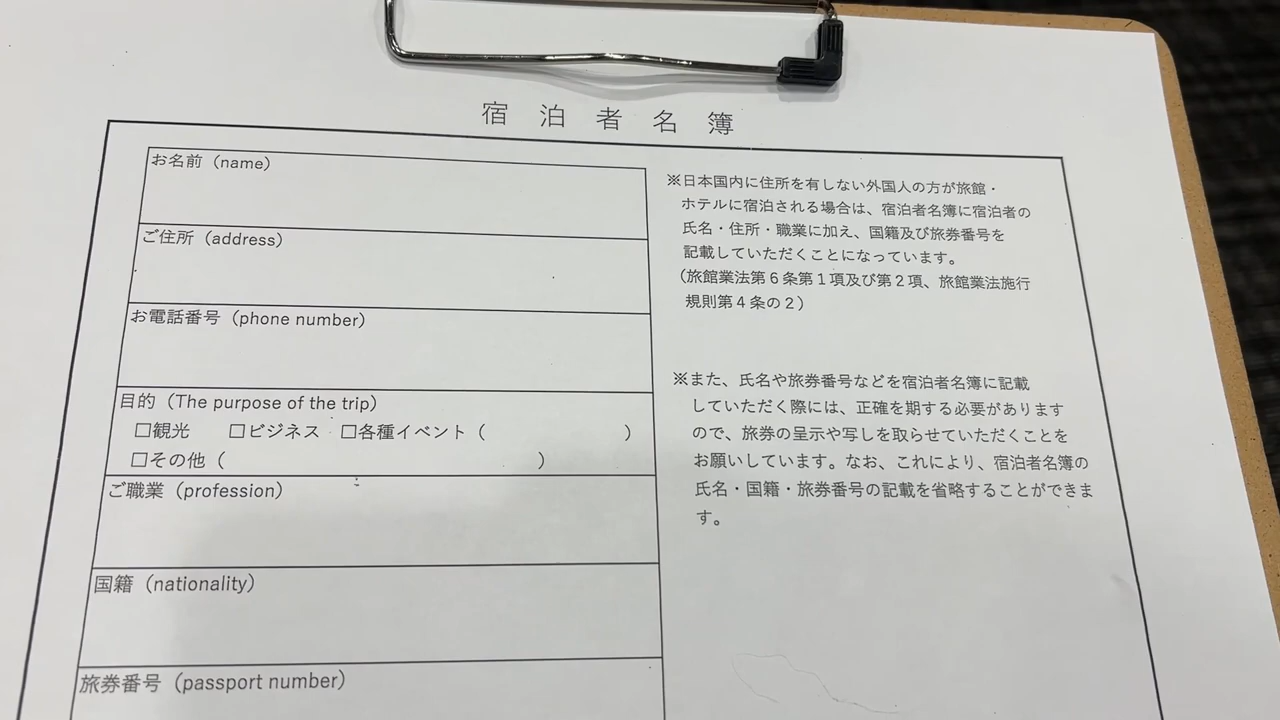 宿泊者名簿
お名前（name）
ご住所（address）
お電話番号（phone number）
目的（The purpose of the trip）
□観光　□ビジネス　□各種イベント（　　　　　　　）
□その他（　　　　　　　　　　　　　　　）
ご職業（profession）
国籍（nationality）
旅券番号（passport number）
※日本国内に住所を有しない外国人の方が旅館・
ホテルに宿泊される場合は、宿泊者名簿に宿泊者の
氏名・住所・職業に加え、国籍及び旅券番号を
記載していただくことになっています。
（旅館業法第６条第１項及び第２項、旅館業法施行
規則第４条の２）
※また、氏名や旅券番号などを宿泊者名簿に記載
していただく際には、正確を期する必要があります
ので、旅券の呈示や写しを取らせていただくことを
お願いしています。なお、これにより、宿泊者名簿の
氏名・国籍・旅券番号の記載を省略することができま
す。